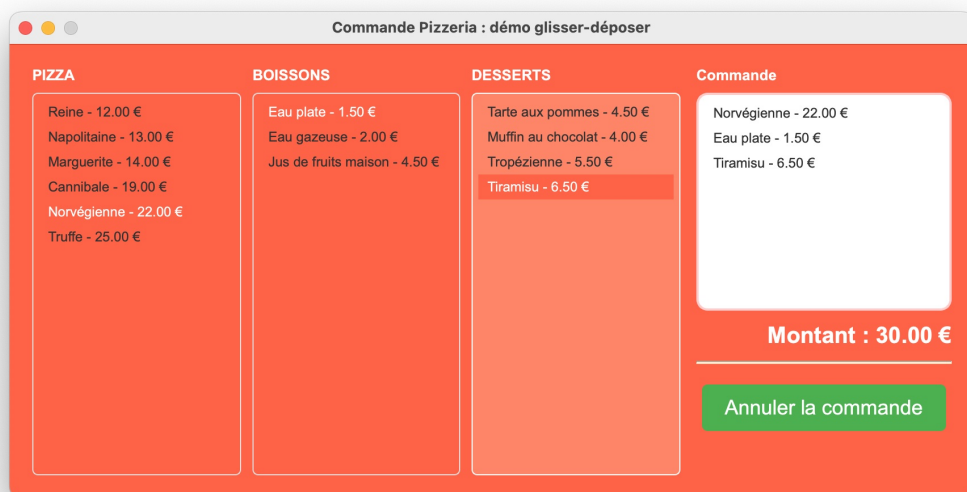 Commande Pizzeria : démo glisser-déposer
PIZZA
Reine - 12.00 €
Napolitaine - 13.00 €
Marguerite - 14.00 €
Cannibale - 19.00 €
Norvégienne - 22.00 €
Truffe - 25.00 €
BOISSONS
Eau plate - 1.50 €
Eau gazeuse - 2.00 €
Jus de fruits maison - 4.50 €
DESSERTS
Tarte aux pommes - 4.50 €
Muffin au chocolat - 4.00 €
Tropézienne - 5.50 €
Tiramisu - 6.50 €
Commande
Norvégienne - 22.00 €
Eau plate - 1.50 €
Tiramisu - 6.50 €
Montant : 30.00 €
Annuler la commande